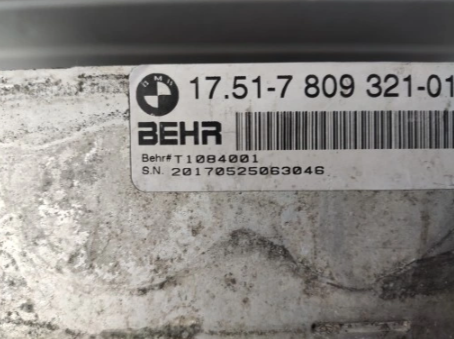 BMW 17.51-7 809 321-01
BEHR
Behr# T1084001
S.N. 20170525063046